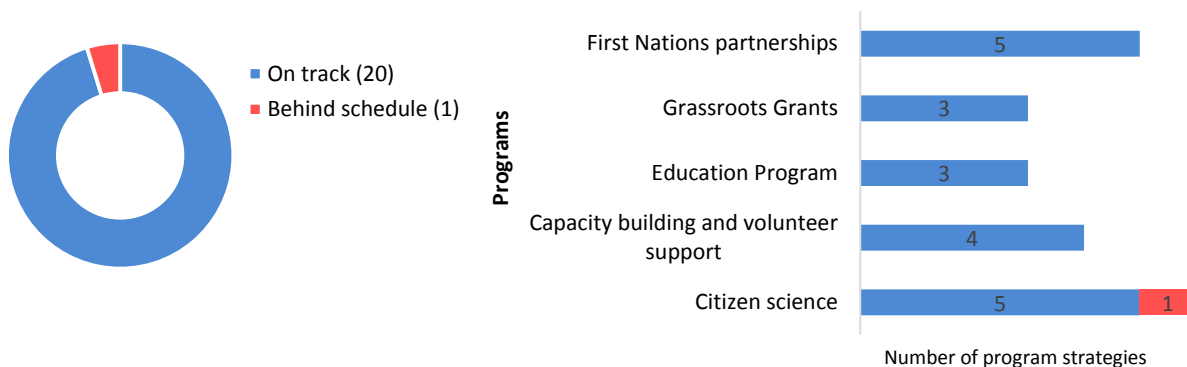 On track (20)
Behind schedule (1)
Programs
First Nations partnerships
5
Grassroots Grants
3
Education Program
3
Capacity building and volunteer
support
4
Citizen science
5
1
Number of program strategies